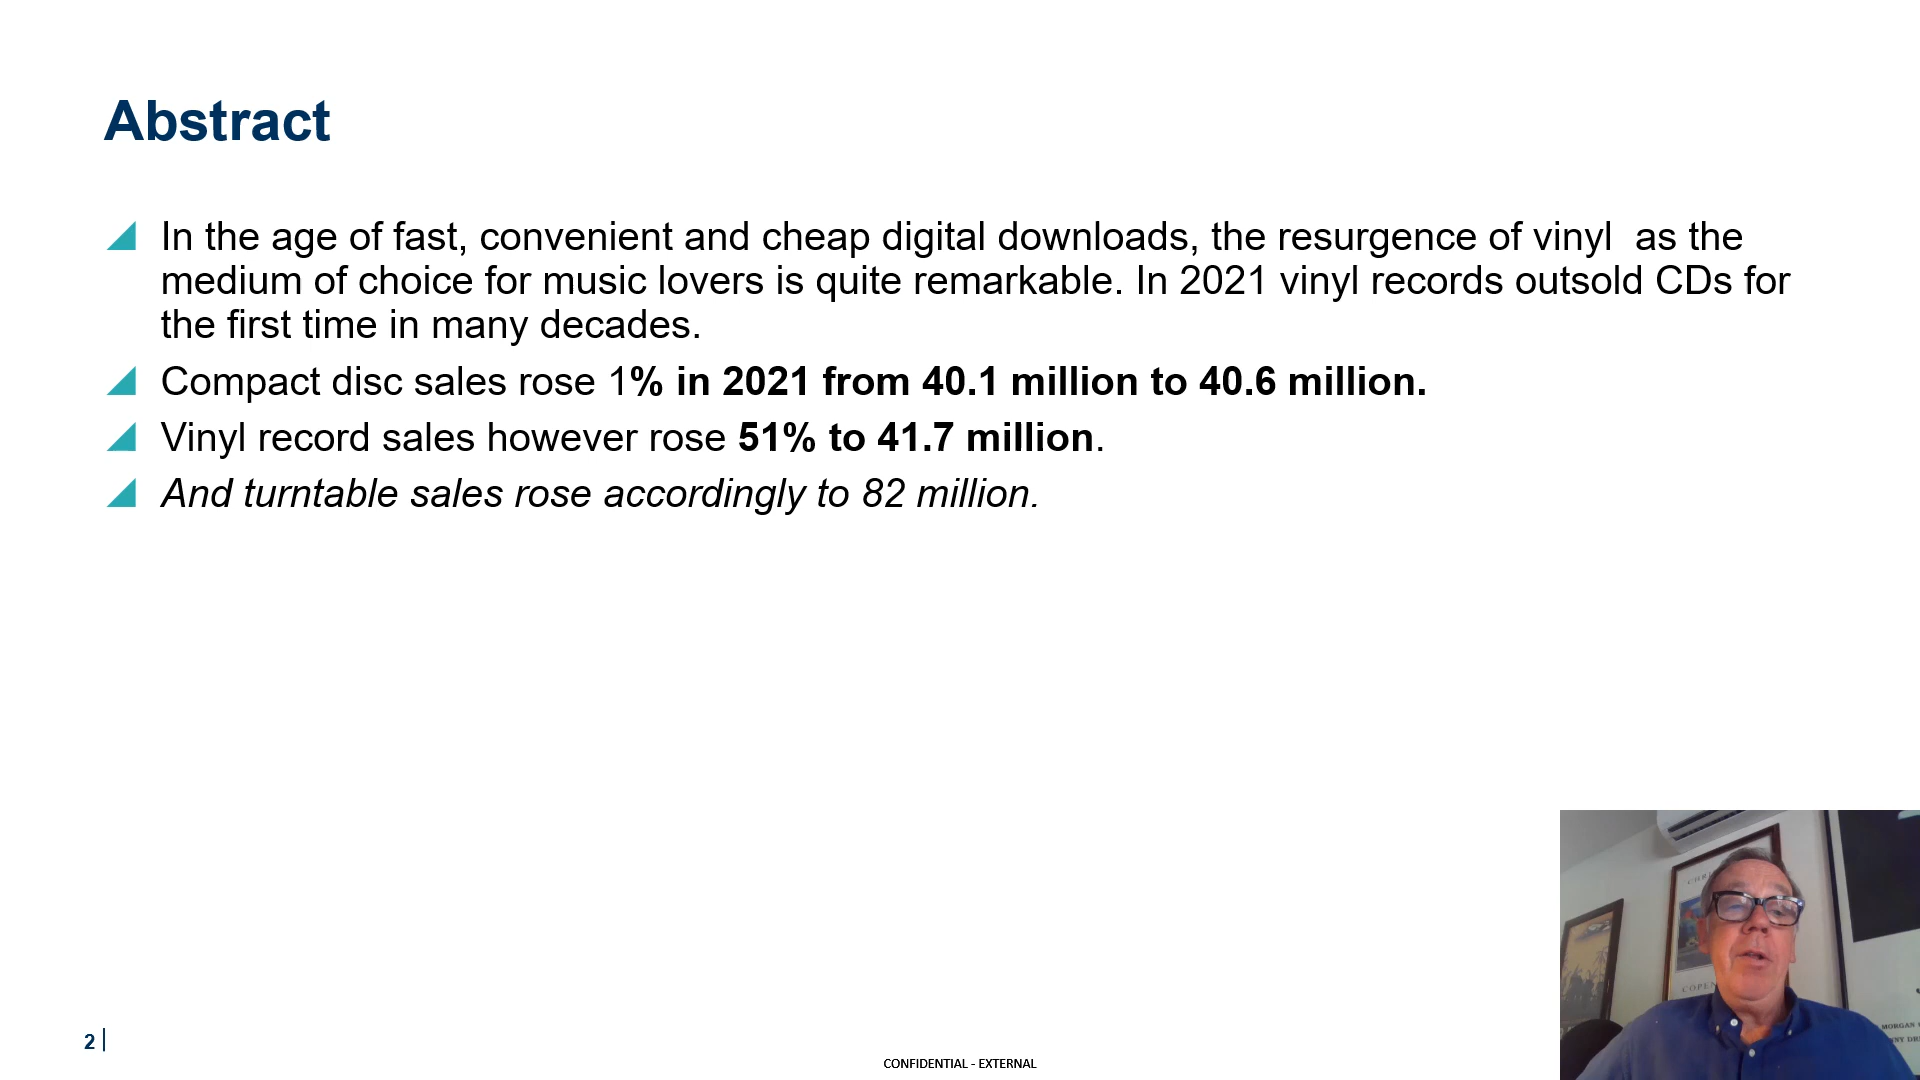 Abstract
In the age of fast, convenient and cheap digital downloads, the resurgence of vinyl  as the
medium of choice for music lovers is quite remarkable. In 2021 vinyl records outsold CDs for
the first time in many decades.
Compact disc sales rose 1% in 2021 from 40.1 million to 40.6 million.
Vinyl record sales however rose 51% to 41.7 million.
And turntable sales rose accordingly to 82 million.
MORGAN
2
CONFIDENTIAL - EXTERNAL